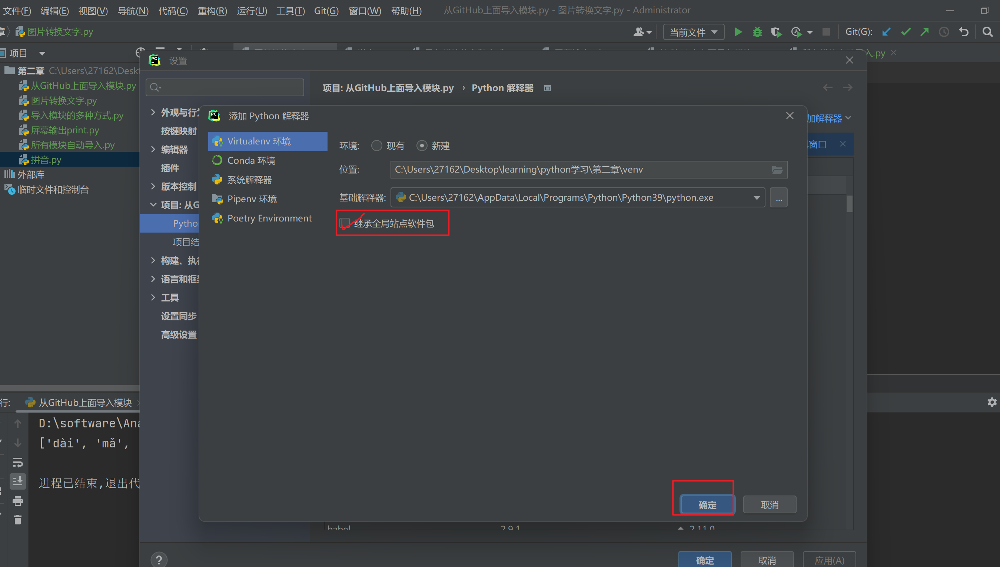 文件(F) 编辑(E) 视图(V) 导航(N) 代码(C) 重构(R) 运行(U) 工具(T) Git(G) 窗口(W) 帮助(H) 从GitHub上面导入模块.py - 图片转换文字.py - Administrator
章 图片转换文字.py 当前文件 Git(G):
项目
入.py
设置
第二章 C:\Users\27162\Deskt
从GitHub上面导入模块.py
图片转换文字.py
导入模块的多种方式.py
屏幕输出print.py
所有模块自动导入.py
拼音.py
外部库
临时文件和控制台
项目: 从GitHub上面导入模块.py › Python 解释器
外观与行
按键映射
编辑器
插件
版本控制
项目: 从G
Python
项目结
构建、执
语言和框
工具
设置同步
高级设置
加解释器
窗口
添加 Python 解释器
Virtualenv 环境
Conda 环境
系统解释器
Pipenv 环境
Poetry Environment
环境: 现有 新建
位置: C:\Users\27162\Desktop\learning\python学习\第二章\venv
基础解释器: C:\Users\27162\AppData\Local\Programs\Python\Python39\python.exe ...
继承全局站点软件包
确定 取消
babel 2.9.1 2.11.0
? 确定 取消 应用(A)
行: 从GitHub上面导入模块
D:\software\Ana
['dài', 'mǎ',
进程已结束,退出代